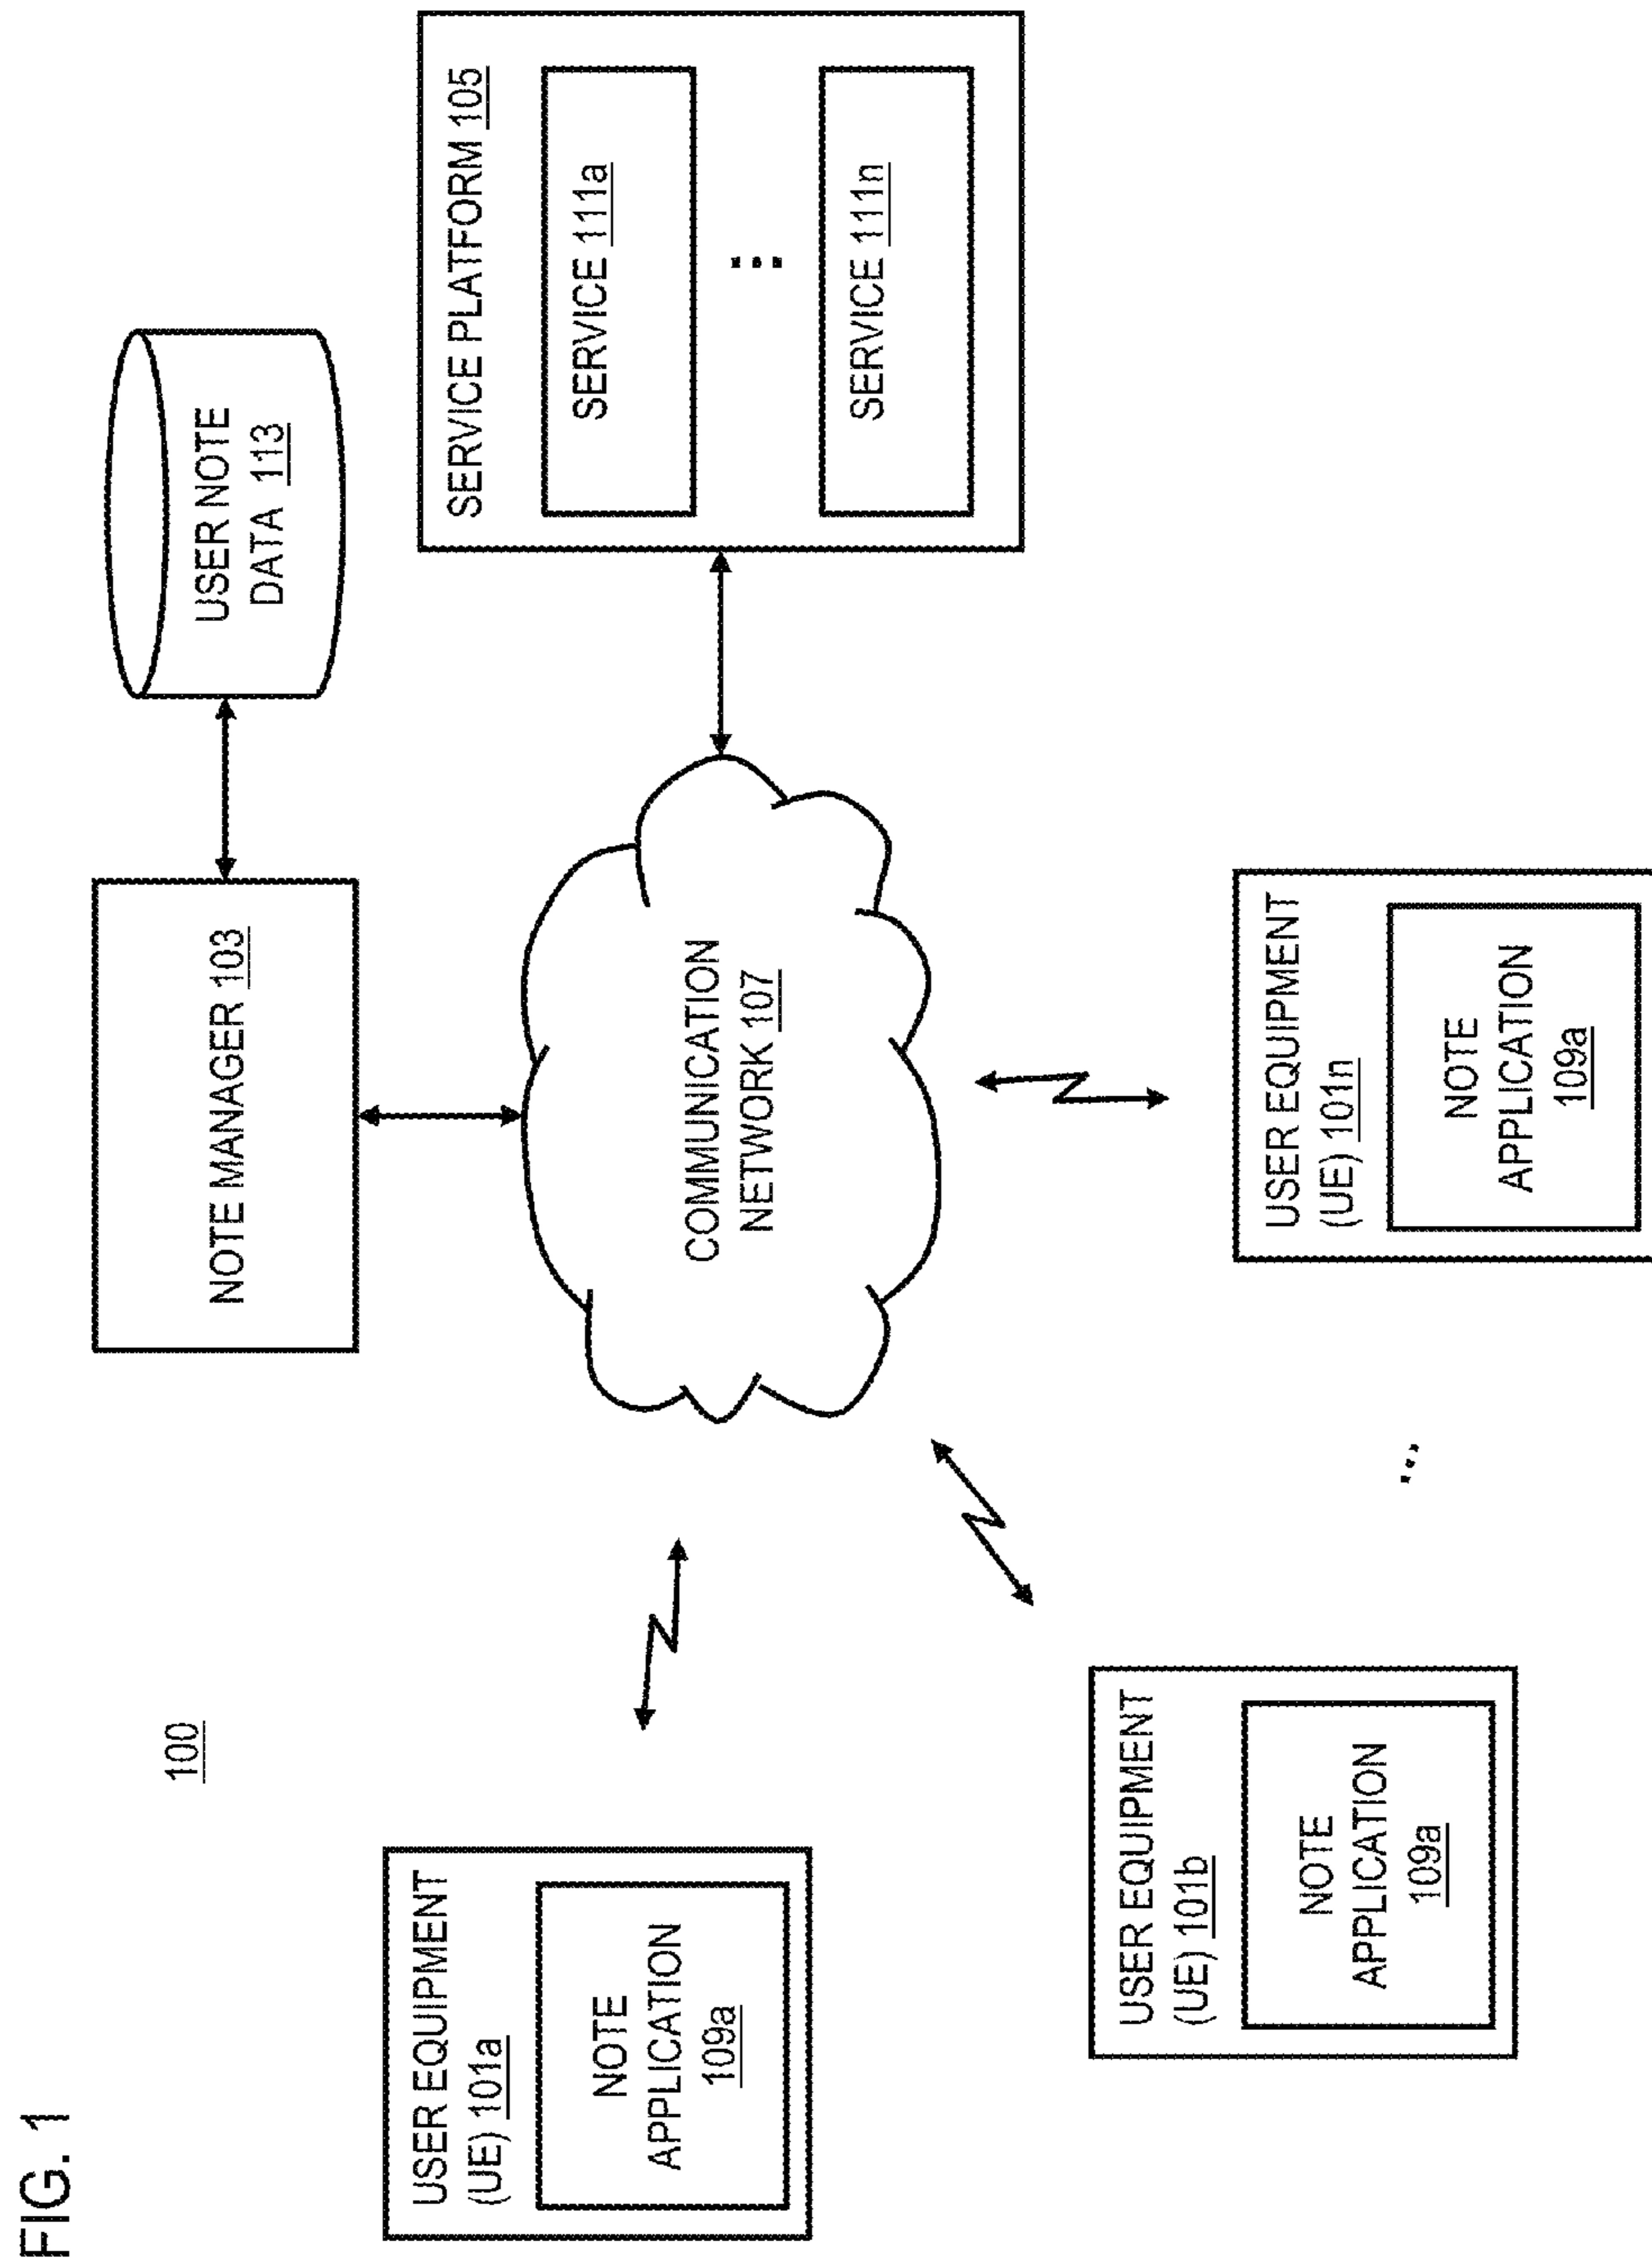 FIG. 1
100
NOTE MANAGER 103
USER NOTE
DATA 113
USER EQUIPMENT
(UE) 101a
NOTE
APPLICATION
109a
COMMUNICATION
NETWORK 107
SERVICE PLATFORM 105
SERVICE 111a
...
SERVICE 111n
USER EQUIPMENT
(UE) 101b
NOTE
APPLICATION
109a
...
USER EQUIPMENT
(UE) 101n
NOTE
APPLICATION
109a